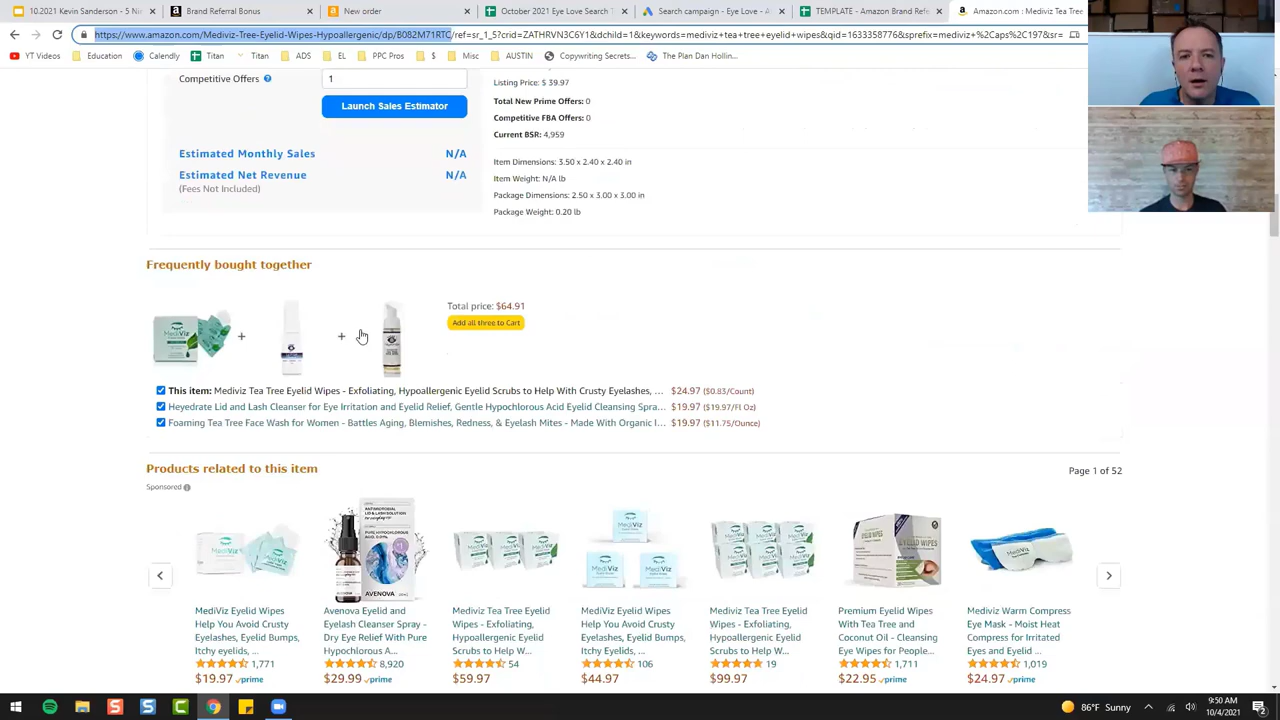 10.2021 Kevin Sanderson - 5 Nin
Brand Referral Bonus
New order
October 2021 Eye Love Search T
Search campaign - Eye Love - A
TEMPLATE - Amazon Brand Refe
Amazon.com : Mediviz Tea Tree
https://www.amazon.com/Mediviz-Tree-Eyelid-Wipes-Hypoallergenic/dp/B082M71RTC/ref=sr_1_5?crid=ZATHRVN3C6Y1&dchild=1&keywords=mediviz+tea+tree+eyelid+wipes&qid=1633358776&sprefix=mediviz+%2Caps%2C197&sr=
YT Videos
Education
Calendly
Titan
Titan
ADS
EL
PPC Pros
$
Misc
AUSTIN
Copywriting Secrets...
The Plan Dan Hollin...
Competitive Offers
1
Launch Sales Estimator
Estimated Monthly Sales N/A
Estimated Net Revenue N/A
(Fees Not Included)
Listing Price: $ 39.97
Total New Prime Offers: 0
Competitive FBA Offers: 0
Current BSR: 4,959
Item Dimensions: 3.50 x 2.40 x 2.40 in
Item Weight: N/A lb
Package Dimensions: 2.50 x 3.00 x 3.00 in
Package Weight: 0.20 lb
Frequently bought together
MediViz
+
+
Total price: $64.91
Add all three to Cart
This item: Mediviz Tea Tree Eyelid Wipes - Exfoliating, Hypoallergenic Eyelid Scrubs to Help With Crusty Eyelashes, ... $24.97 ($0.83/Count)
Heyedrate Lid and Lash Cleanser for Eye Irritation and Eyelid Relief, Gentle Hypochlorous Acid Eyelid Cleansing Spra... $19.97 ($19.97/Fl Oz)
Foaming Tea Tree Face Wash for Women - Battles Aging, Blemishes, Redness, & Eyelash Mites - Made With Organic I... $19.97 ($11.75/Ounce)
Products related to this item
Page 1 of 52
Sponsored
AVENOVA
EYELID WIPES
MediViz Eyelid Wipes
Help You Avoid Crusty
Eyelashes, Eyelid Bumps,
Itchy eyelids, ...
1,771
$19.97 prime
Avenova Eyelid and
Eyelash Cleanser Spray -
Dry Eye Relief With Pure
Hypochlorous A...
8,920
$29.99 prime
Mediviz Tea Tree Eyelid
Wipes - Exfoliating,
Hypoallergenic Eyelid
Scrubs to Help W...
54
$59.97
MediViz Eyelid Wipes
Help You Avoid Crusty
Eyelashes, Eyelid Bumps,
Itchy eyelids, ...
106
$44.97
Mediviz Tea Tree Eyelid
Wipes - Exfoliating,
Hypoallergenic Eyelid
Scrubs to Help W...
19
$99.97
Premium Eyelid Wipes
With Tea Tree and
Coconut Oil - Cleansing
Eye Wipes for People...
1,711
$22.95 prime
Mediviz Warm Compress
Eye Mask - Moist Heat
Compress for Irritated
Eyes and Eyelid ...
1,019
$24.97 prime
86°F Sunny
9:50 AM
10/4/2021
2